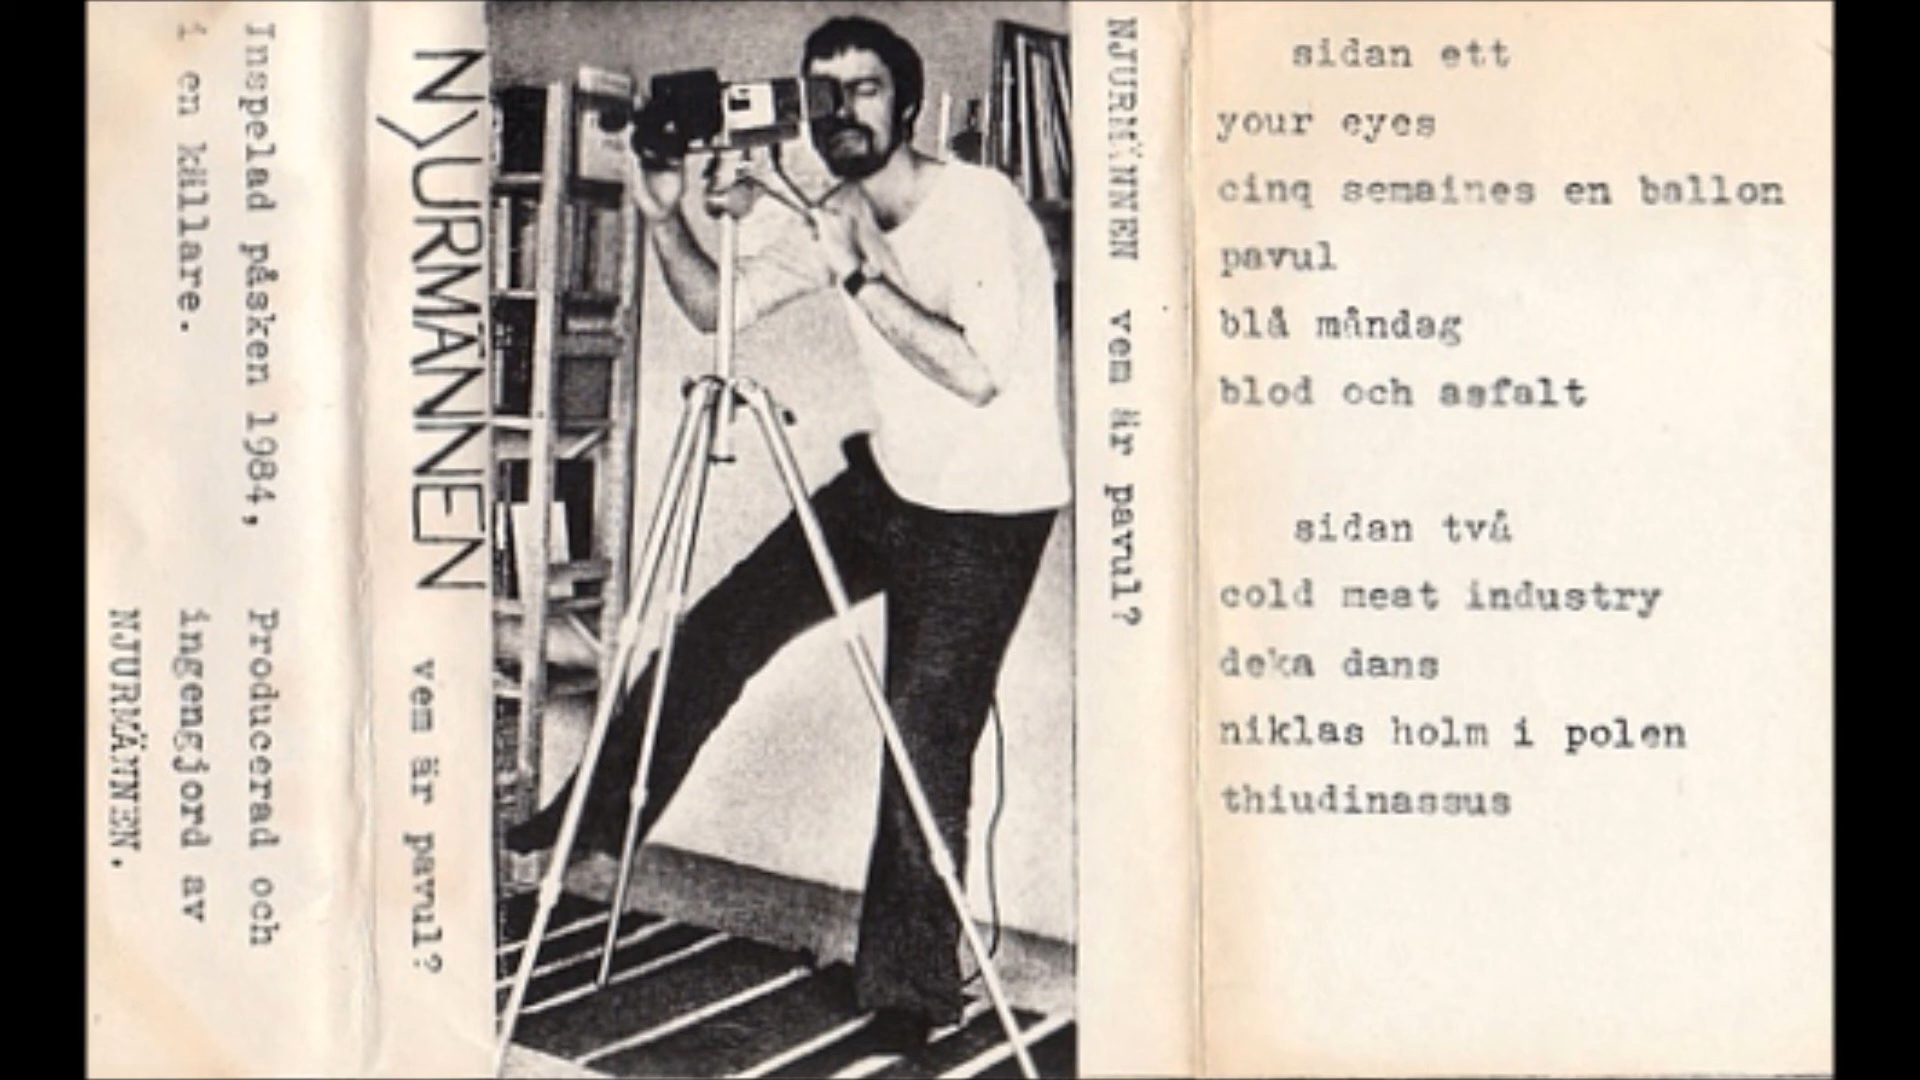 Inspelad påsken 1984,
i en källare.
Producerad och
ingengjord av
NJURMÄNNEN.
NJURMÄNNEN
vem är pavul?
NJURMÄNNEN vem är pavul?
sidan ett
your eyes
cinq semaines en ballon
pavul
blå måndag
blod och asfalt
sidan två
cold meat industry
deka dans
niklas holm i polen
thiudinassus